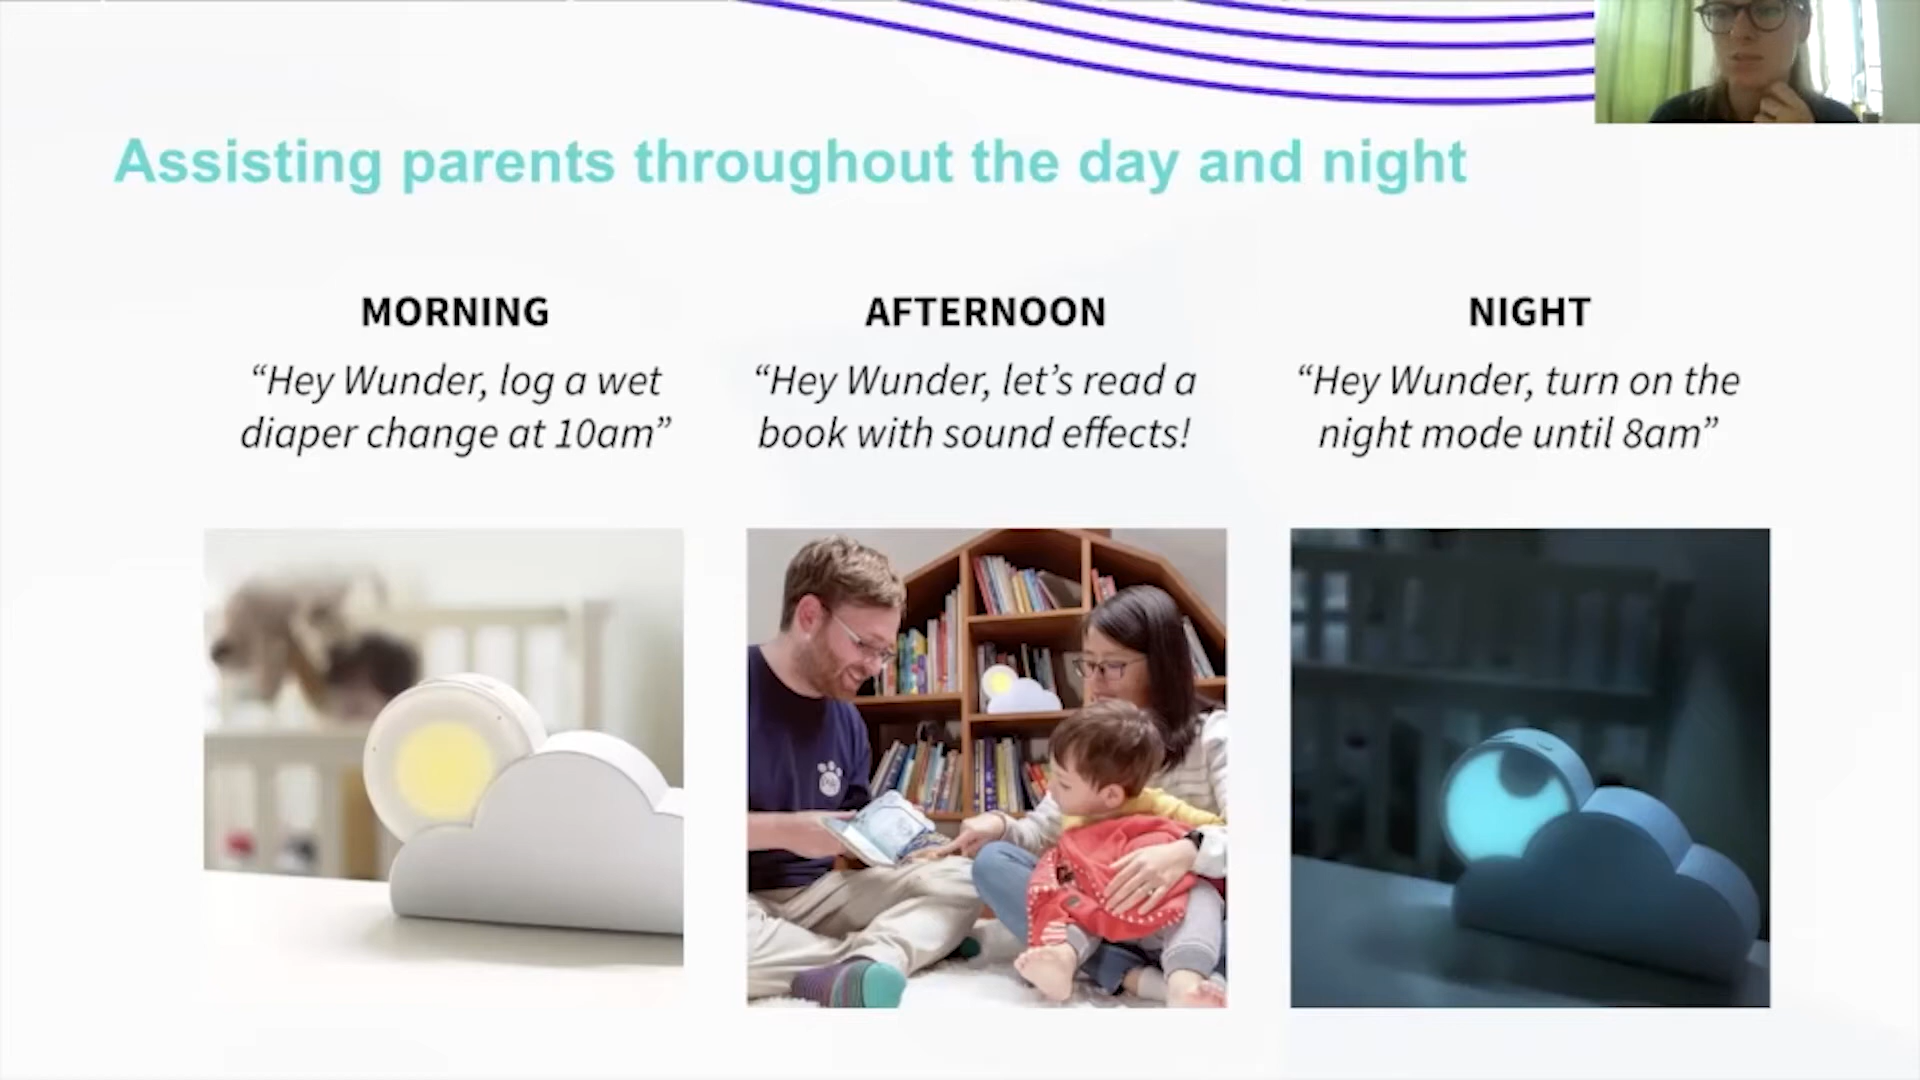 Assisting parents throughout the day and night
MORNING
“Hey Wunder, log a wet
diaper change at 10am”
AFTERNOON
“Hey Wunder, let’s read a
book with sound effects!
NIGHT
“Hey Wunder, turn on the
night mode until 8am”